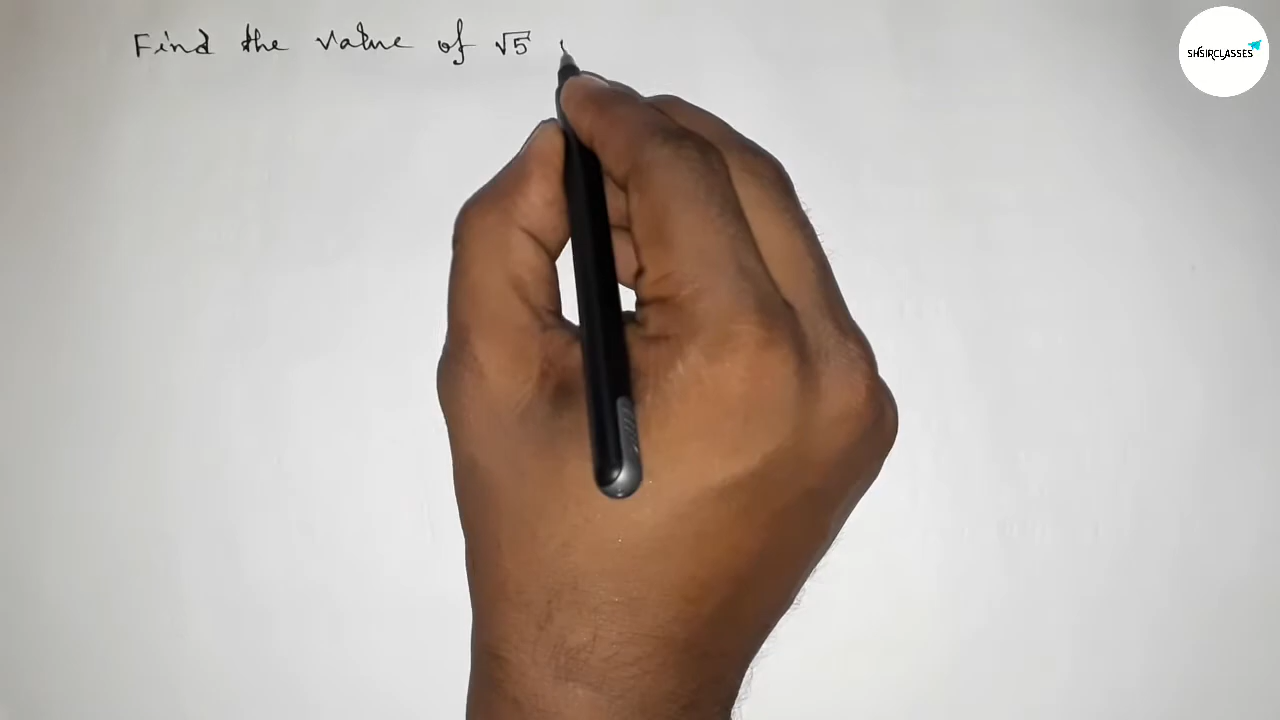 Find the value of √5
SHSIRCLASSES